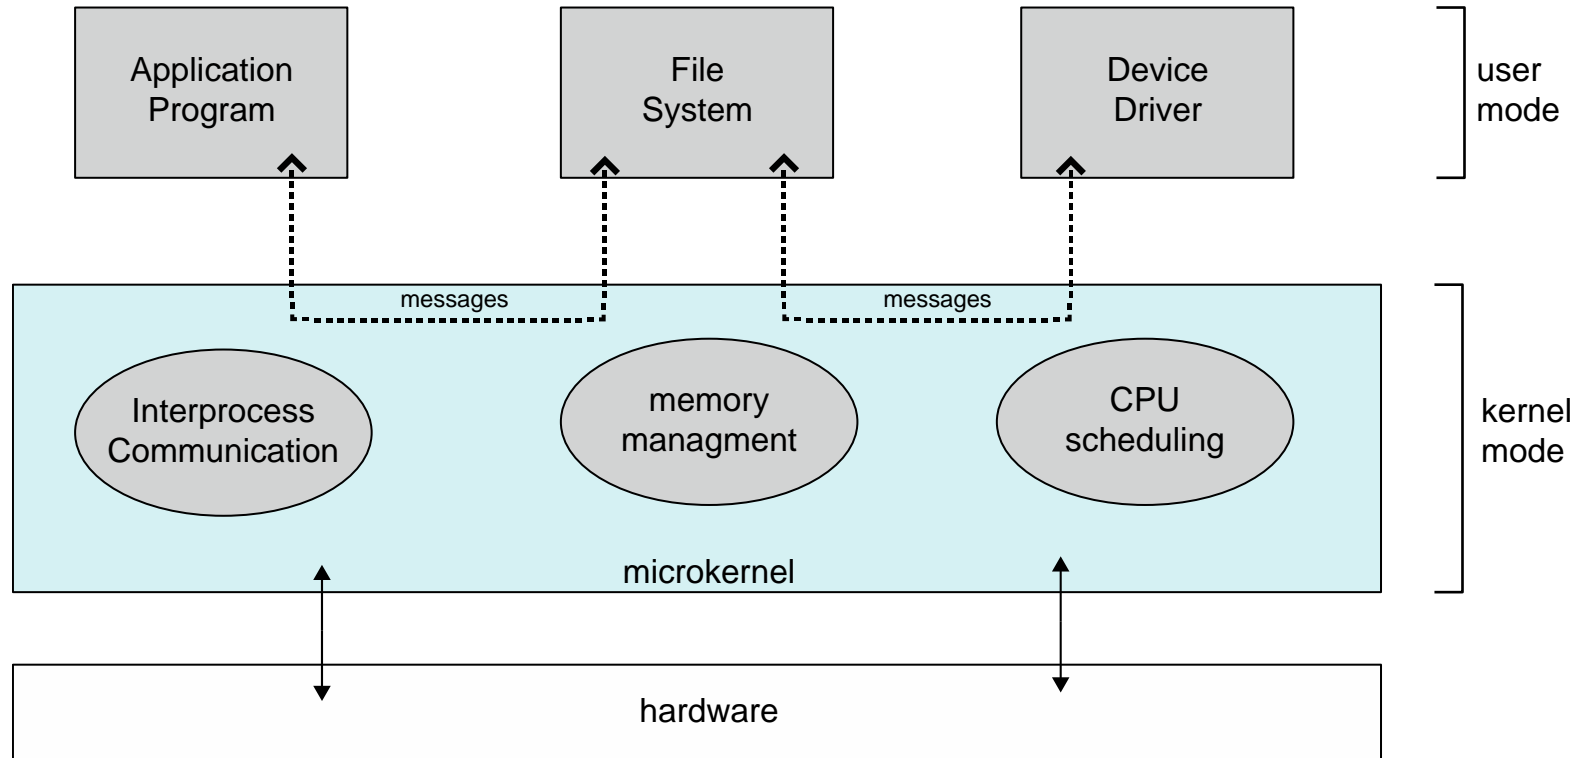 Application
Program
File
System
Device
Driver
user
mode
messages
messages
Interprocess
Communication
memory
managment
CPU
scheduling
kernel
mode
microkernel
hardware